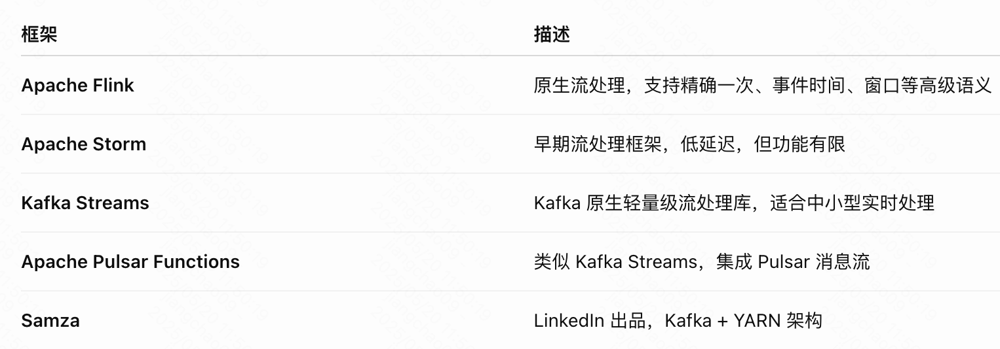 框架 描述
Apache Flink 原生流处理，支持精确一次、事件时间、窗口等高级语义
Apache Storm 早期流处理框架，低延迟，但功能有限
Kafka Streams Kafka 原生轻量级流处理库，适合中小型实时处理
Apache Pulsar Functions 类似 Kafka Streams，集成 Pulsar 消息流
Samza LinkedIn 出品，Kafka + YARN 架构